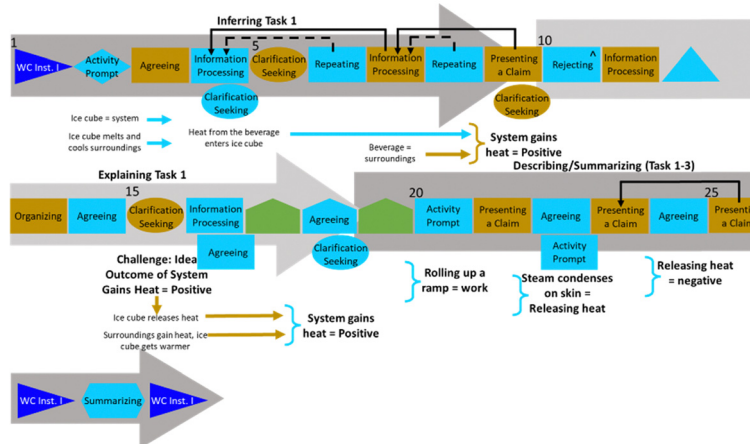 Inferring Task 1
1
5
10
WC Inst. I
Activity
Prompt
Agreeing
Information
Processing
Clarification
Seeking
Clarification
Seeking
Repeating
Information
Processing
Repeating
Presenting
a Claim
Clarification
Seeking
Rejecting
^
Information
Processing
Ice cube = system
Ice cube melts and
cools surroundings
Heat from the beverage
enters ice cube
Beverage =
surroundings
System gains
heat = Positive
Explaining Task 1
Describing/Summarizing (Task 1-3)
15
20
25
Organizing
Agreeing
Clarification
Seeking
Information
Processing
Agreeing
Agreeing
Clarification
Seeking
Activity
Prompt
Presenting
a Claim
Agreeing
Activity
Prompt
Presenting
a Claim
Agreeing
Presenting
a Claim
Challenge: Idea
Outcome of System
Gains Heat = Positive
Ice cube releases heat
Surroundings gain heat, ice
cube gets warmer
System gains
heat = Positive
Rolling up a
ramp = work
Steam condenses
on skin =
Releasing heat
Releasing heat
= negative
WC Inst. I
Summarizing
WC Inst. I